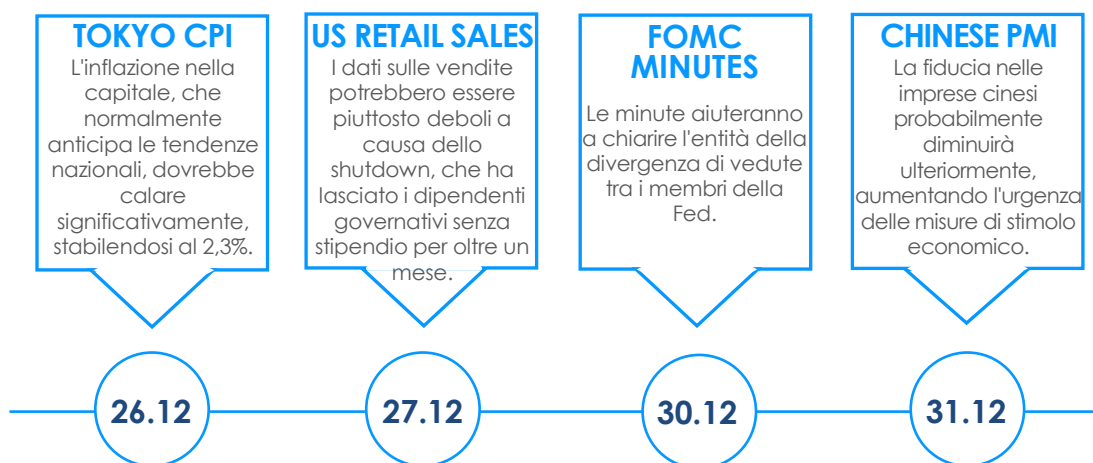 TOKYO CPI
L'inflazione nella
capitale, che
normalmente
anticipa le tendenze
nazionali, dovrebbe
calare
significativamente,
stabilendosi al 2,3%.
US RETAIL SALES
I dati sulle vendite
potrebbero essere
piuttosto deboli a
causa dello
shutdown, che ha
lasciato i dipendenti
governativi senza
stipendio per oltre un
mese.
FOMC
MINUTES
Le minute aiuteranno
a chiarire l'entità della
divergenza di vedute
tra i membri della
Fed.
CHINESE PMI
La fiducia nelle
imprese cinesi
probabilmente
diminuirà
ulteriormente,
aumentando l'urgenza
delle misure di stimolo
economico.
26.12
27.12
30.12
31.12